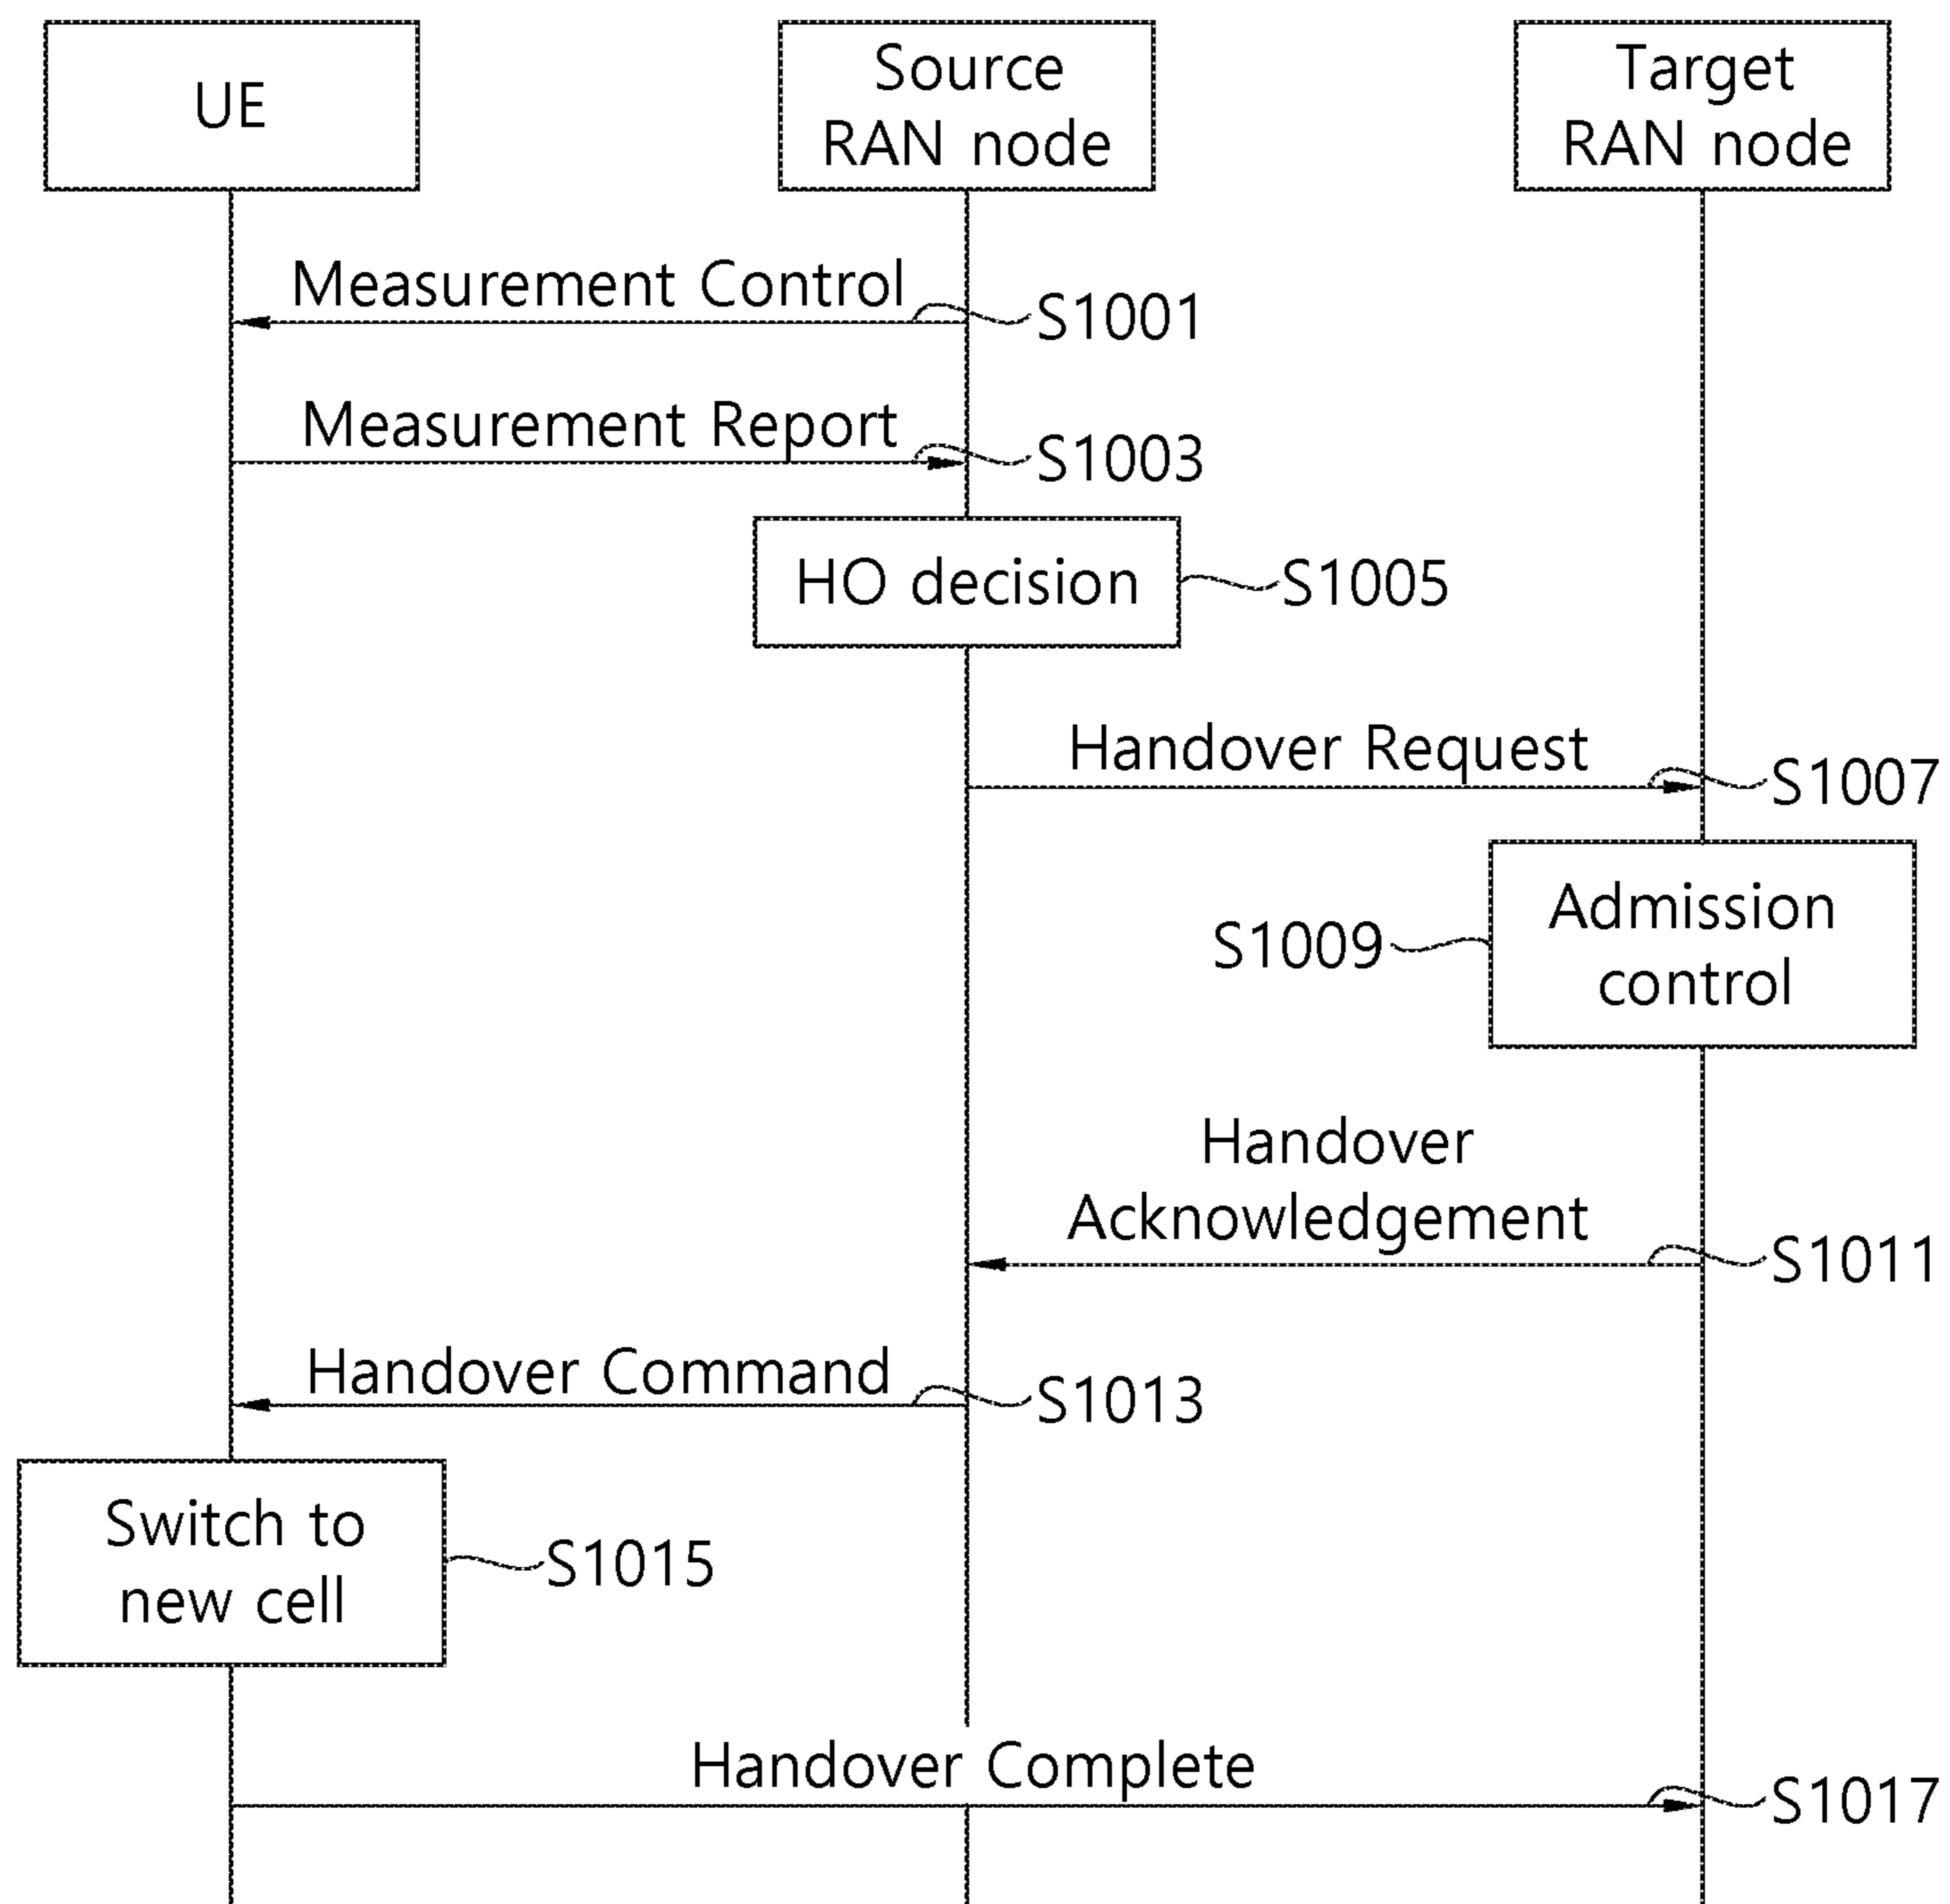 UE
Source
RAN node
Target
RAN node
Measurement Control
S1001
Measurement Report
S1003
HO decision
S1005
Handover Request
S1007
Admission
control
S1009
Handover
Acknowledgement
S1011
Handover Command
S1013
Switch to
new cell
S1015
Handover Complete
S1017